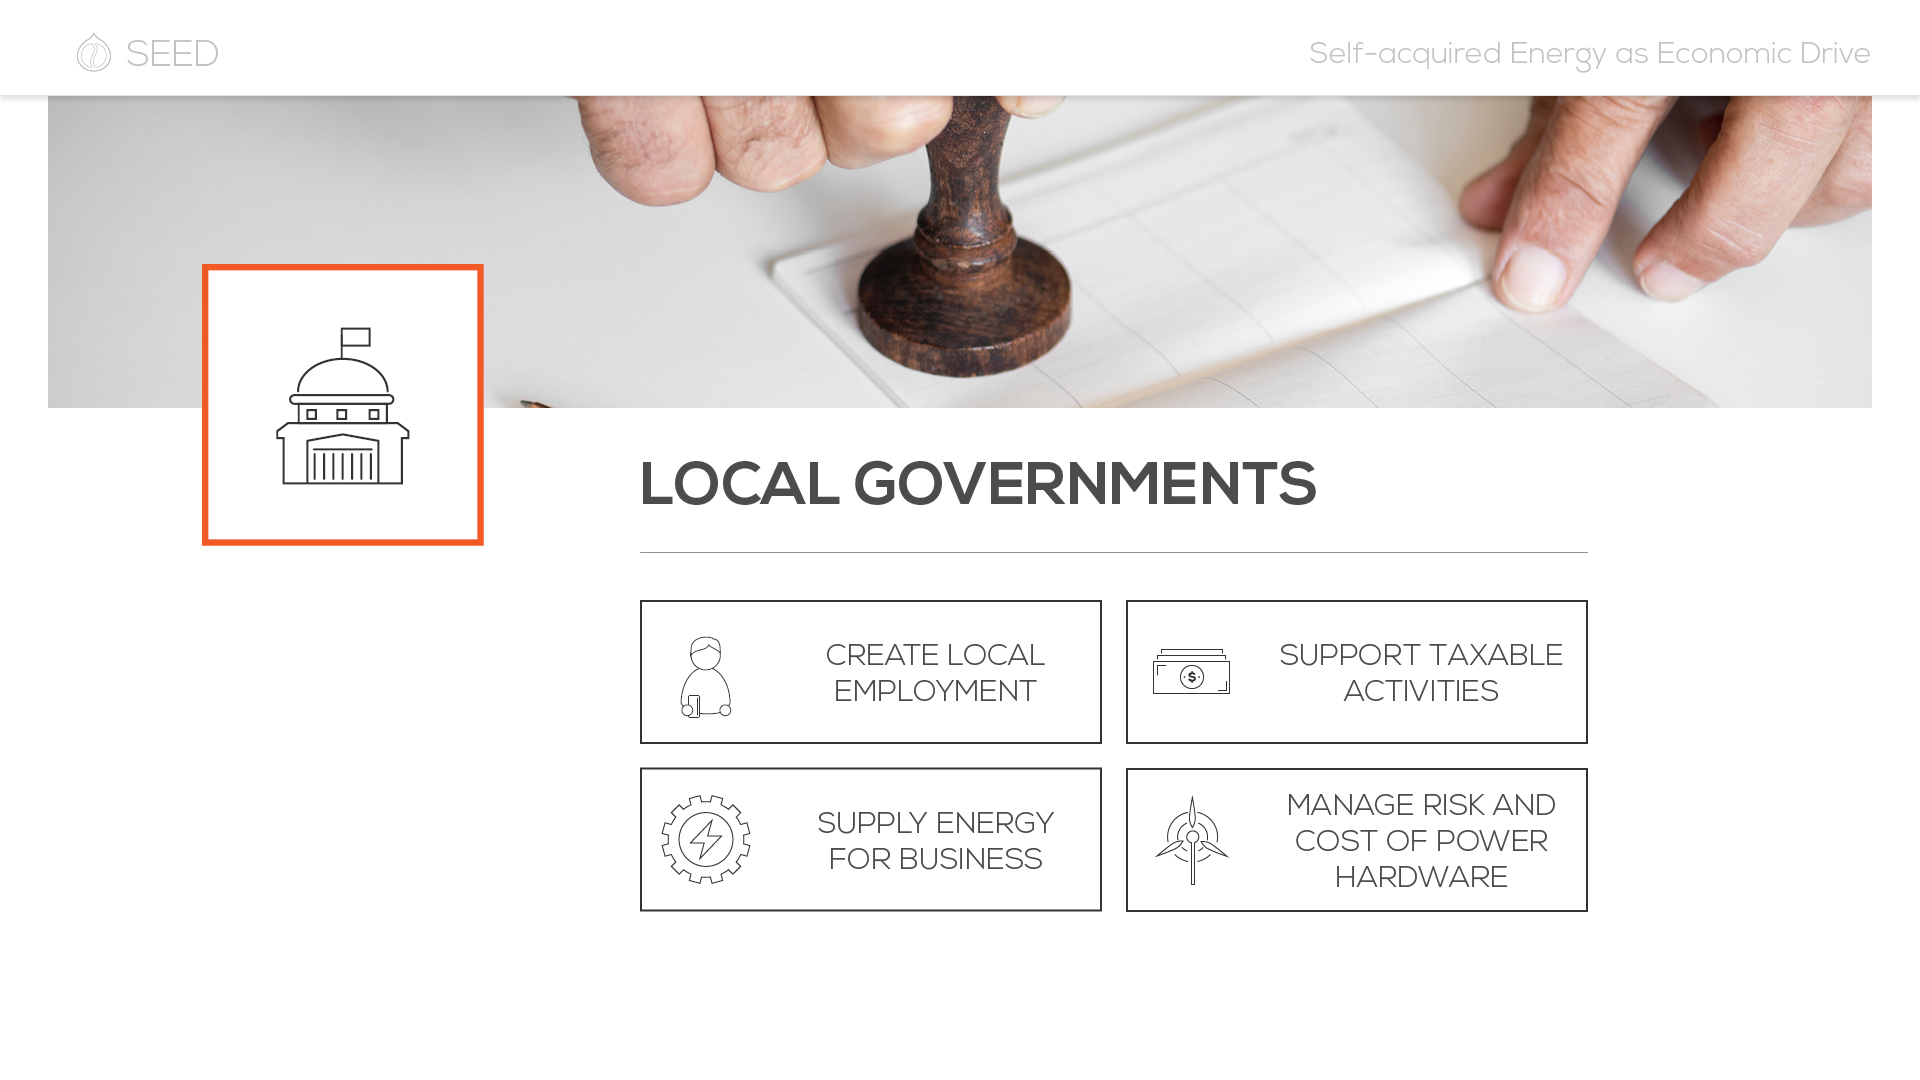 SEED
Self-acquired Energy as Economic Drive
LOCAL GOVERNMENTS
CREATE LOCAL
EMPLOYMENT
$
SUPPORT TAXABLE
ACTIVITIES
SUPPLY ENERGY
FOR BUSINESS
MANAGE RISK AND
COST OF POWER
HARDWARE